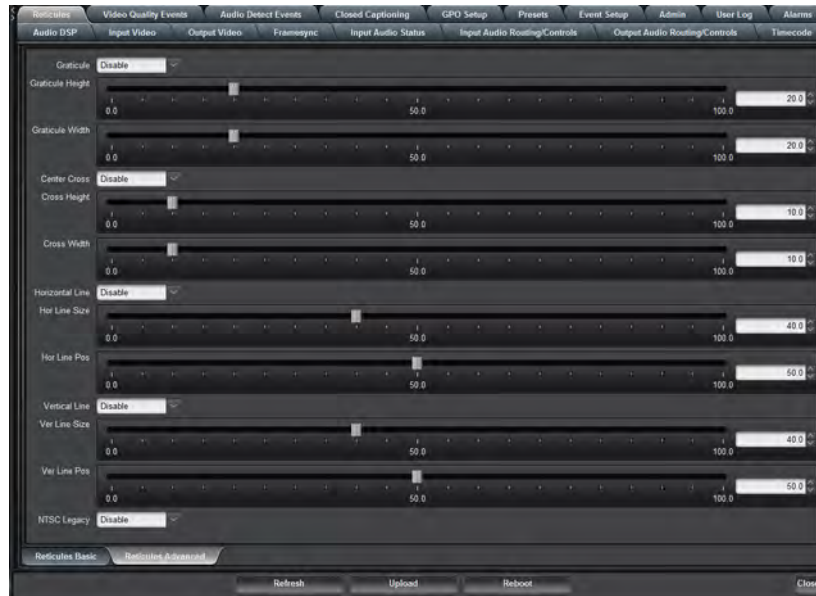 Reticules Video Quality Events Audio Detect Events Closed Captioning GPO Setup Presets Event Setup Admin User Log Alarms
Audio DSP Input Video Output Video Framesync Input Audio Status Input Audio Routing/Controls Output Audio Routing/Controls Timecode
Graticule Disable
Graticule Height
20.0
0.0 50.0 100.0
Graticule Width
20.0
0.0 50.0 100.0
Center Cross Disable
Cross Height
10.0
0.0 50.0 100.0
Cross Width
10.0
0.0 50.0 100.0
Horizontal Line Disable
Hor Line Size
40.0
0.0 50.0 100.0
Hor Line Pos
50.0
0.0 50.0 100.0
Vertical Line Disable
Ver Line Size
40.0
0.0 50.0 100.0
Ver Line Pos
50.0
0.0 50.0 100.0
NTSC Legacy Disable
Reticules Basic Reticules Advanced
Refresh Upload Reboot Close